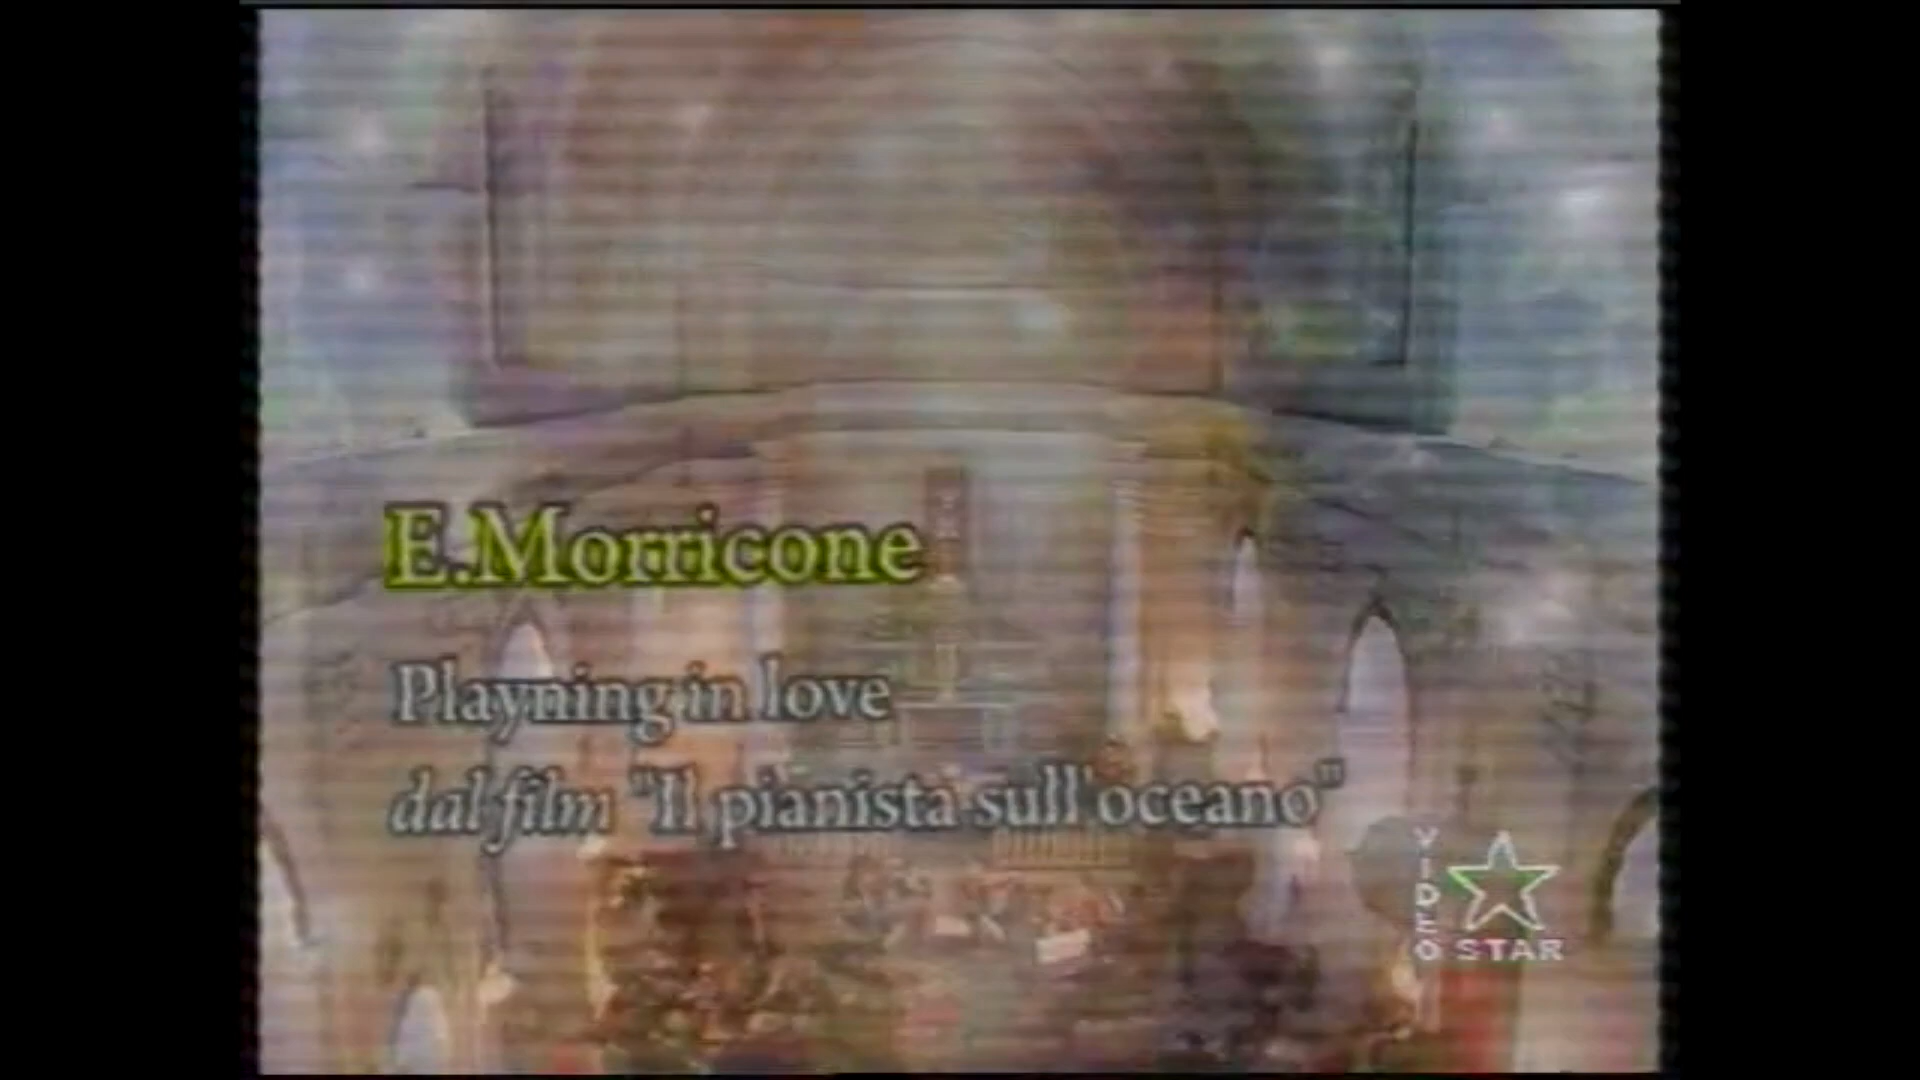 E.Morricone
Playning in love
dal film "Il pianista sull'oceano"
VIDEO STAR